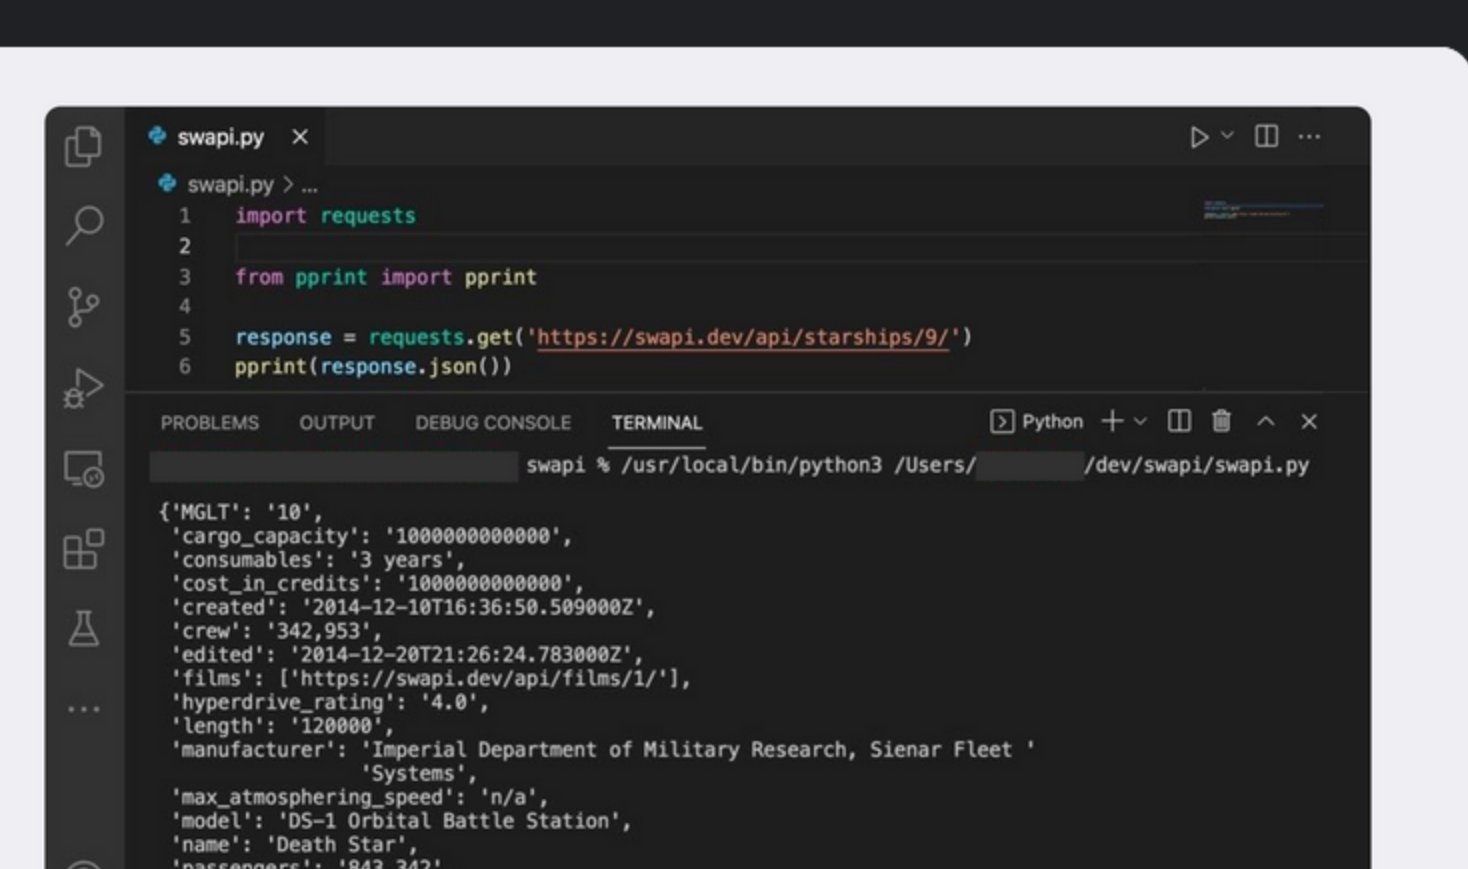 swapi.py
swapi.py > ...
1 import requests
2
3 from pprint import pprint
4
5 response = requests.get('https://swapi.dev/api/starships/9/')
6 pprint(response.json())
PROBLEMS OUTPUT DEBUG CONSOLE TERMINAL Python
swapi % /usr/local/bin/python3 /Users/ /dev/swapi/swapi.py
{'MGLT': '10',
'cargo_capacity': '1000000000000',
'consumables': '3 years',
'cost_in_credits': '1000000000000',
'created': '2014-12-10T16:36:50.509000Z',
'crew': '342,953',
'edited': '2014-12-20T21:26:24.783000Z',
'films': ['https://swapi.dev/api/films/1/'],
'hyperdrive_rating': '4.0',
'length': '120000',
'manufacturer': 'Imperial Department of Military Research, Sienar Fleet '
'Systems',
'max_atmosphering_speed': 'n/a',
'model': 'DS-1 Orbital Battle Station',
'name': 'Death Star',
'passengers': '843,342'